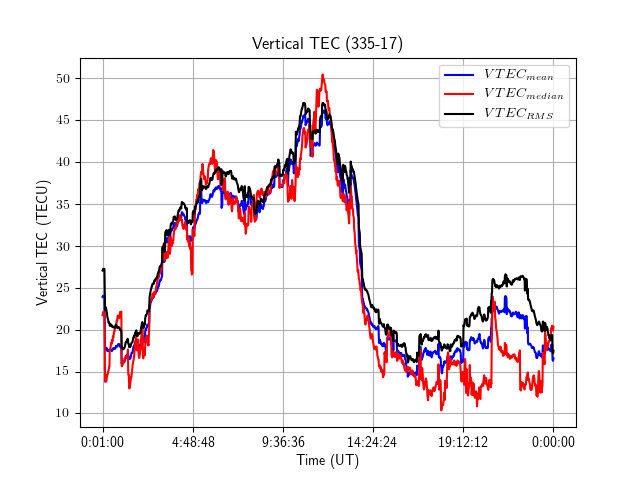 Vertical TEC (335-17)
VTEC_mean
VTEC_median
VTEC_RMS
Vertical TEC (TECU)
50
45
40
35
30
25
20
15
10
0:01:00 4:48:48 9:36:36 14:24:24 19:12:12 0:00:00
Time (UT)